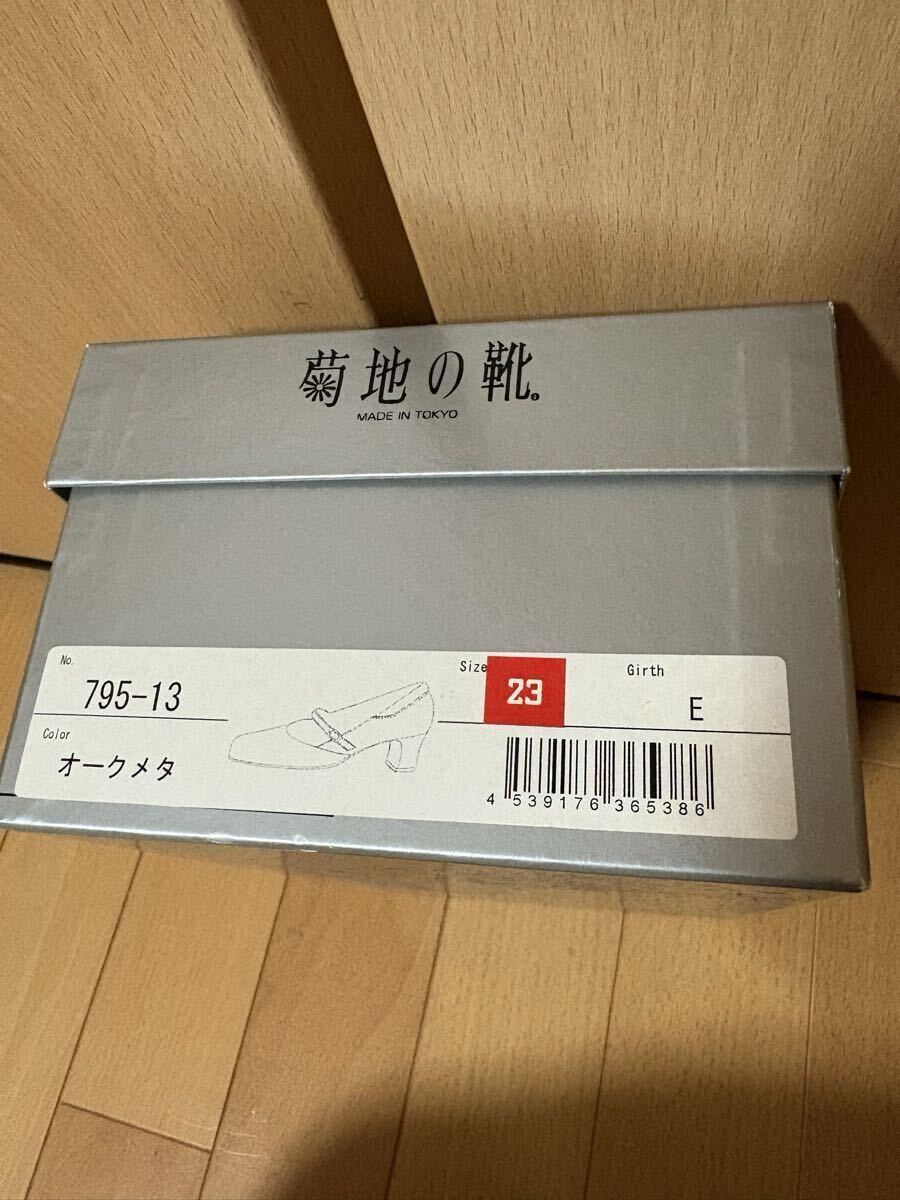 菊地の靴
MADE IN TOKYO
No.
795-13
Size
23
Girth
E
Color
オークメタ
4 539176 365386